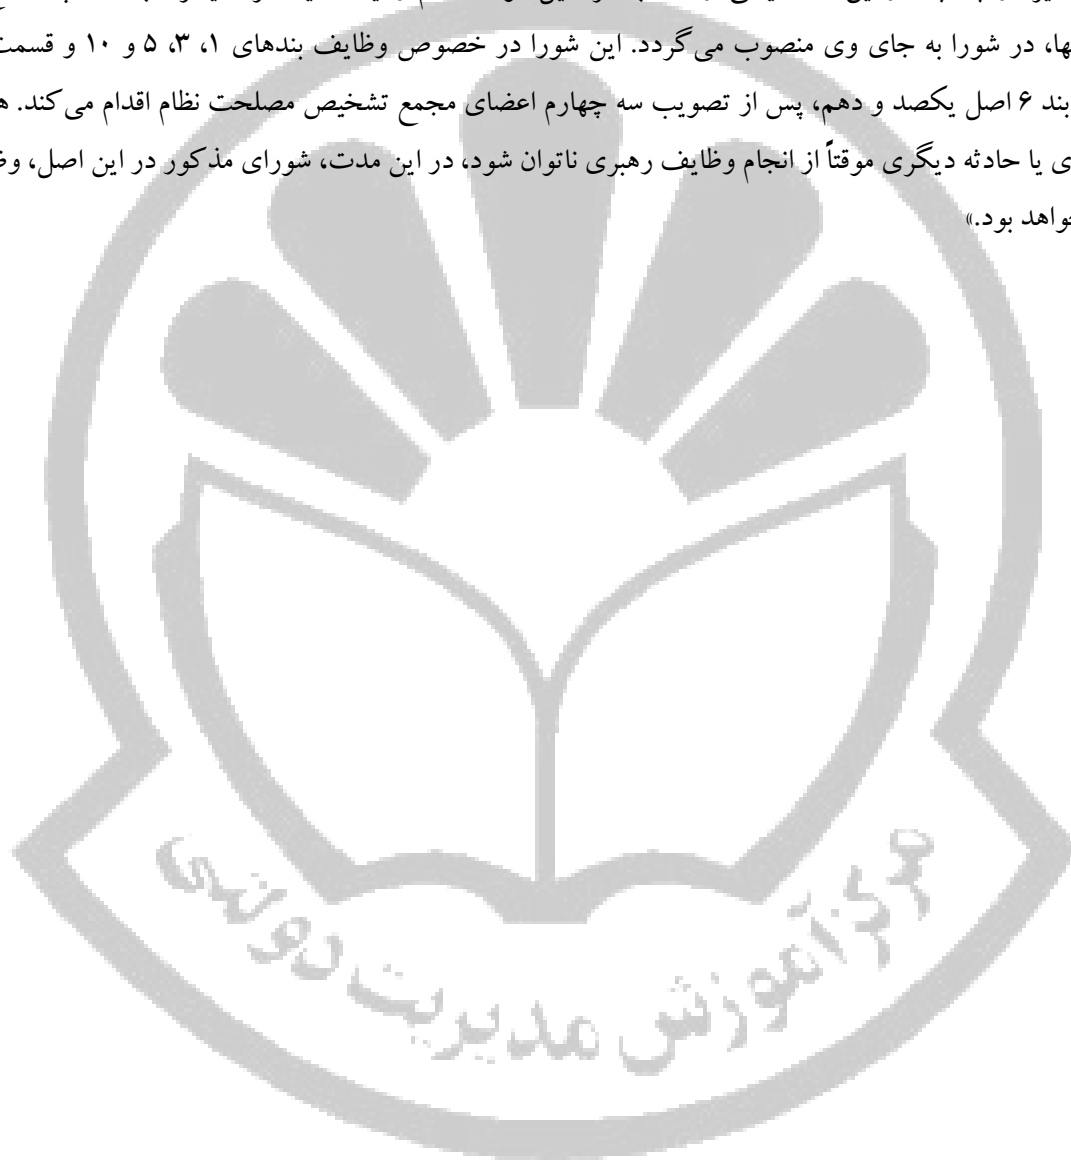 ها، در شورا به جای وی منصوب می‌گردد. این شورا در خصوص وظایف بندهای ۱، ۳، ۵ و ۱۰ و قسمت
بند ۶ اصل یکصد و دهم، پس از تصویب سه چهارم اعضای مجمع تشخیص مصلحت نظام اقدام می‌کند.
ی یا حادثه دیگری موقتاً از انجام وظایف رهبری ناتوان شود، در این مدت، شورای مذکور در این اصل،
واهد بود.»
مرکز آموزش مدیریت دولتی